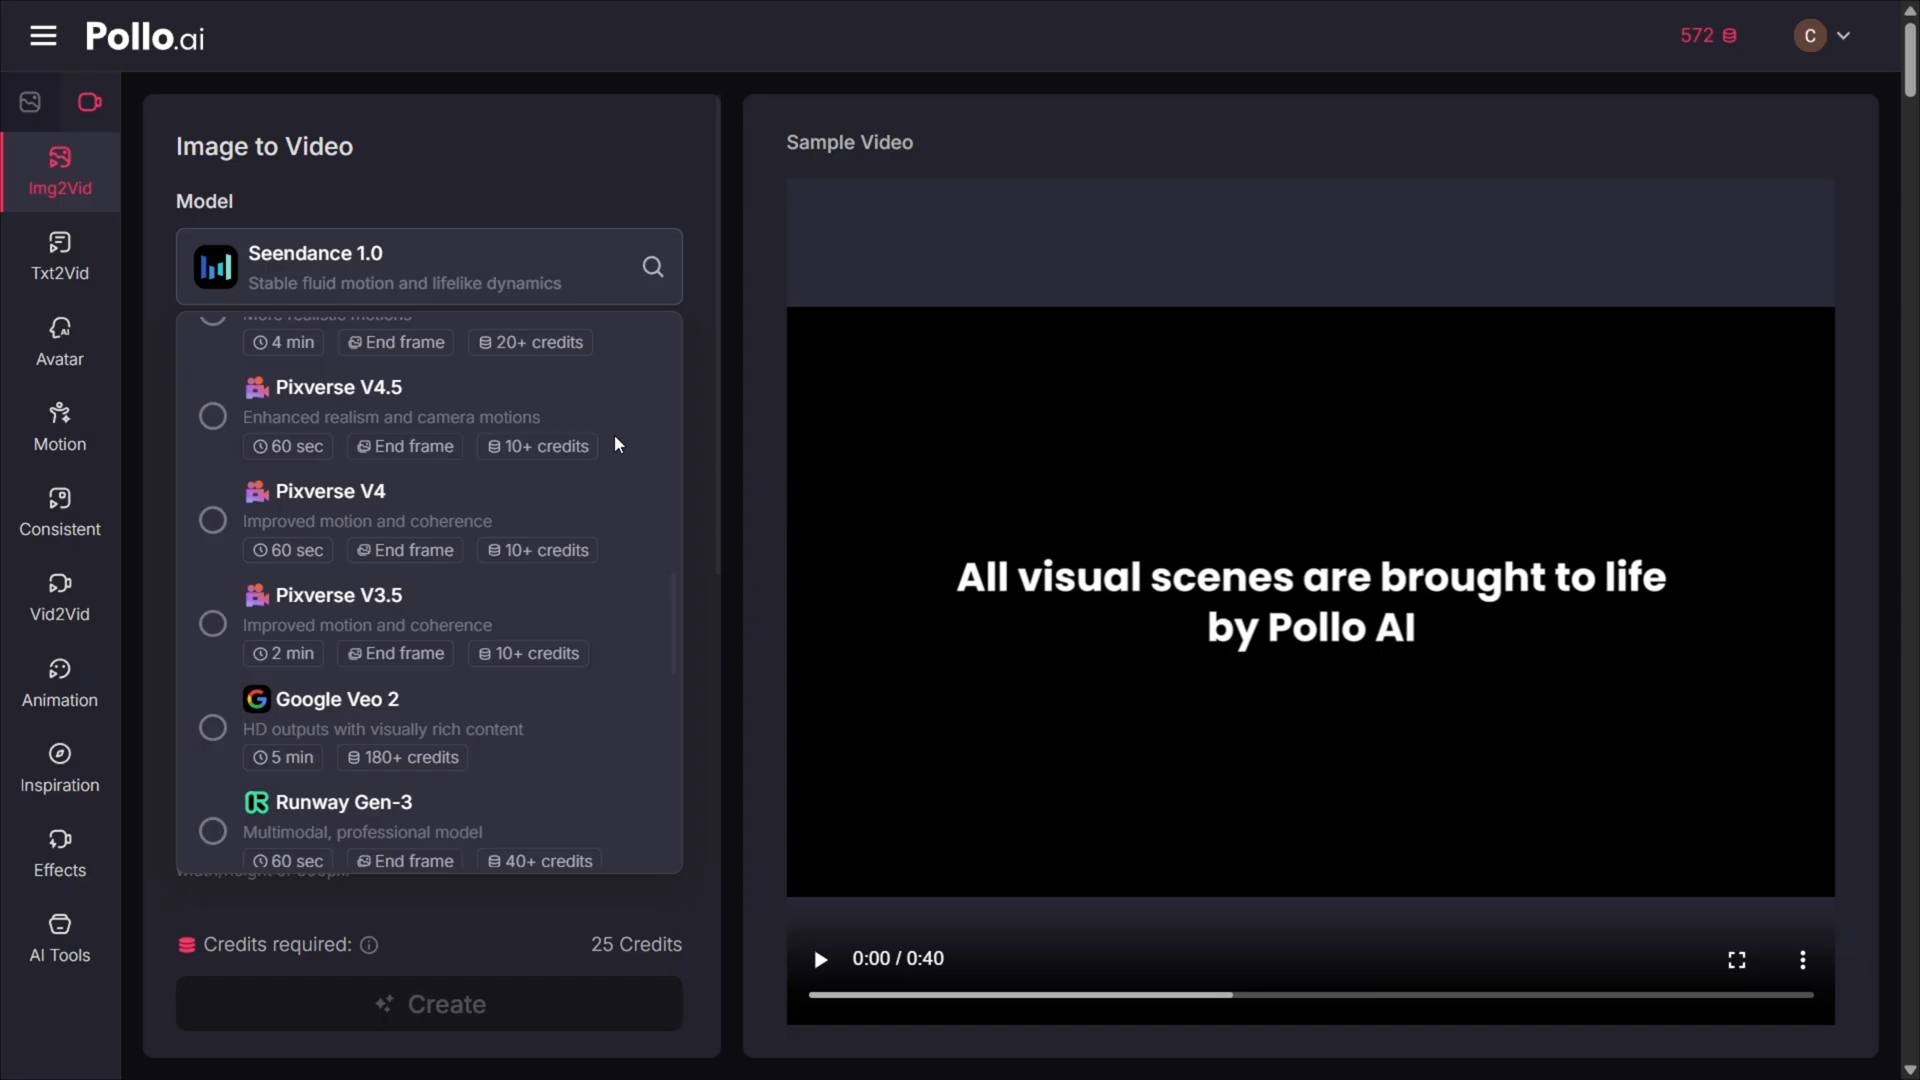 Pollo.ai
572
C
Img2Vid
Txt2Vid
Avatar
Motion
Consistent
Vid2Vid
Animation
Inspiration
Effects
AI Tools
Image to Video
Model
Seendance 1.0
Stable fluid motion and lifelike dynamics
More realistic motions
4 min End frame 20+ credits
Pixverse V4.5
Enhanced realism and camera motions
60 sec End frame 10+ credits
Pixverse V4
Improved motion and coherence
60 sec End frame 10+ credits
Pixverse V3.5
Improved motion and coherence
2 min End frame 10+ credits
Google Veo 2
HD outputs with visually rich content
5 min 180+ credits
Runway Gen-3
Multimodal, professional model
60 sec End frame 40+ credits
Credits required: 25 Credits
Create
Sample Video
All visual scenes are brought to life
by Pollo AI
0:00 / 0:40